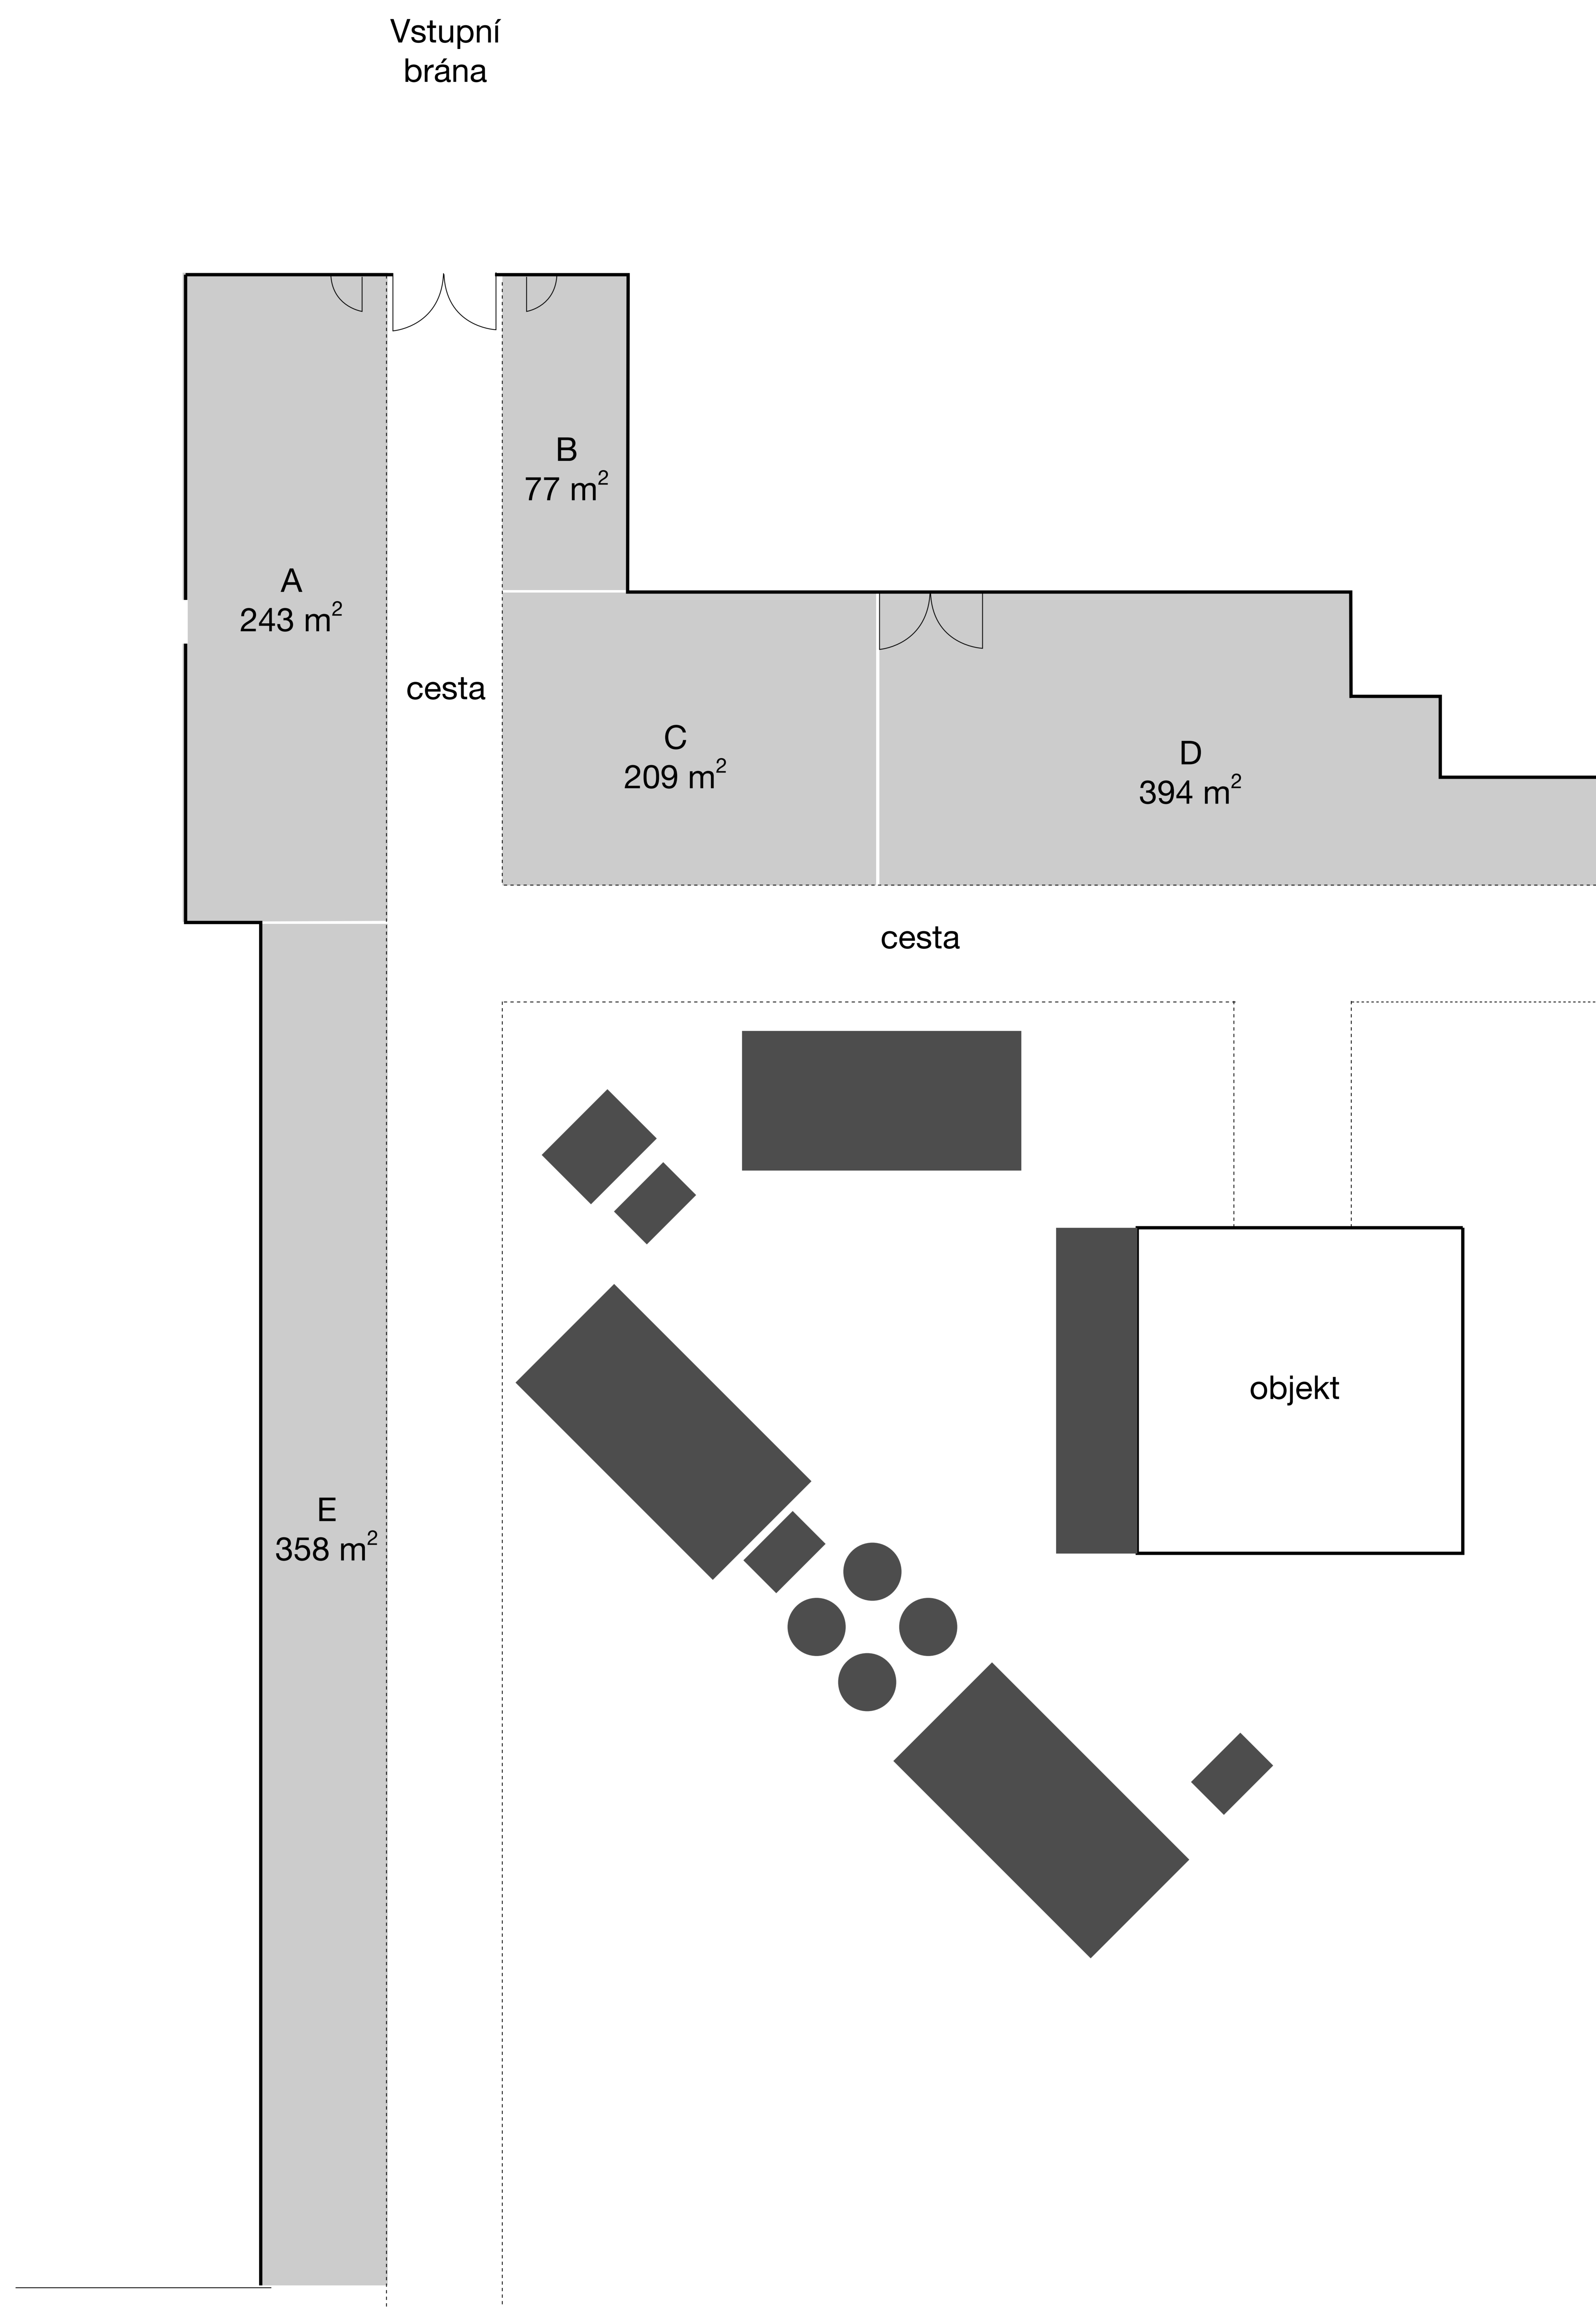 Vstupní
brána
B
77 m²
A
243 m²
cesta
C
209 m²
D
394 m²
cesta
objekt
E
358 m²